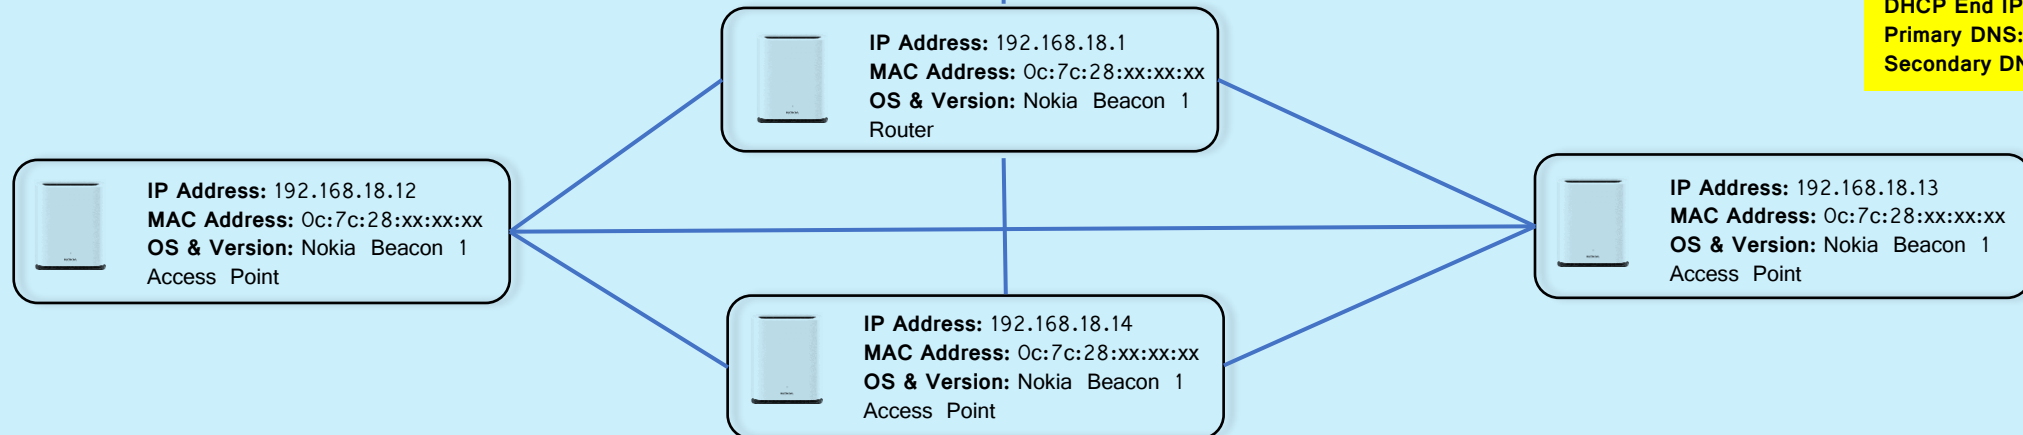 DHCP End IP
Primary DNS:
Secondary DN
IP Address: 192.168.18.1
MAC Address: 0c:7c:28:xx:xx:xx
OS & Version: Nokia Beacon 1
Router
IP Address: 192.168.18.12
MAC Address: 0c:7c:28:xx:xx:xx
OS & Version: Nokia Beacon 1
Access Point
IP Address: 192.168.18.13
MAC Address: 0c:7c:28:xx:xx:xx
OS & Version: Nokia Beacon 1
Access Point
IP Address: 192.168.18.14
MAC Address: 0c:7c:28:xx:xx:xx
OS & Version: Nokia Beacon 1
Access Point